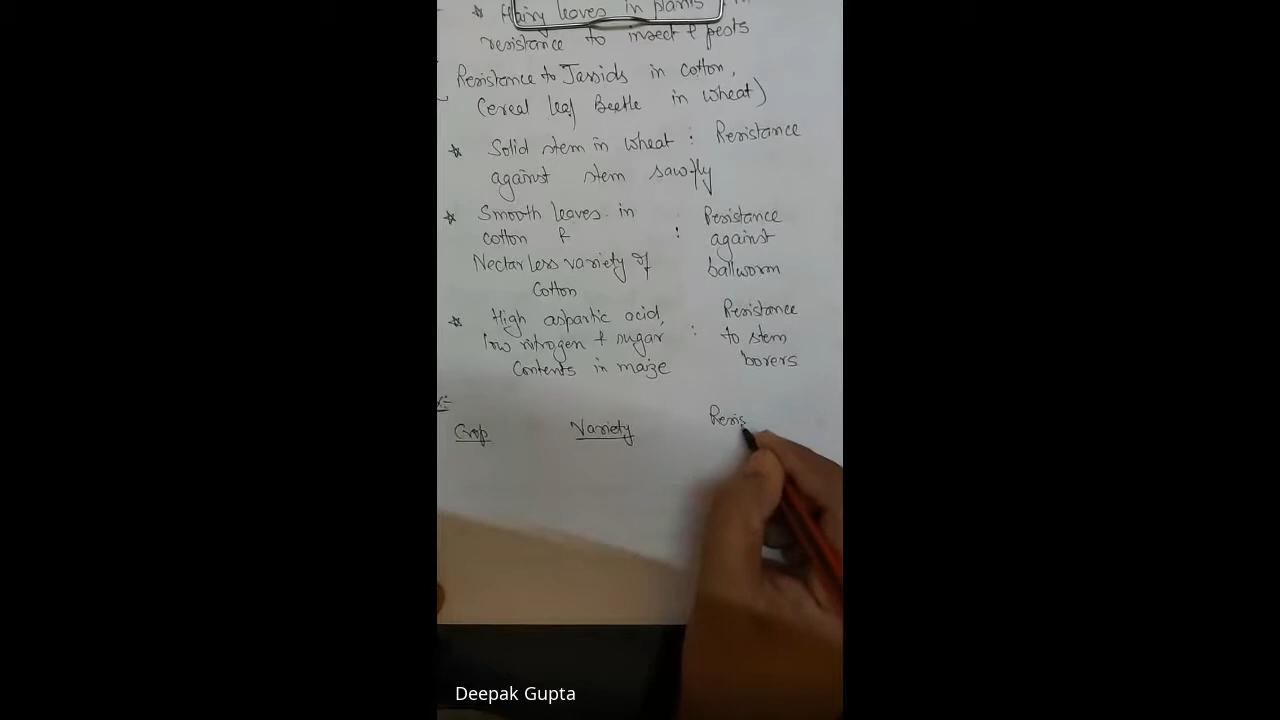 * Hairy leaves in plants
resistance to insect & pests
Resistance to Jassids in cotton,
Cereal leaf Beetle in wheat)
* Solid stem in wheat : Resistance
against stem sawfly
* Smooth leaves in : Resistance
cotton & against
Nectarless variety of ballworm
Cotton
* High aspartic acid, : Resistance
low nitrogen & sugar to stem
Contents in maize borers
Crop Variety Resis
Deepak Gupta